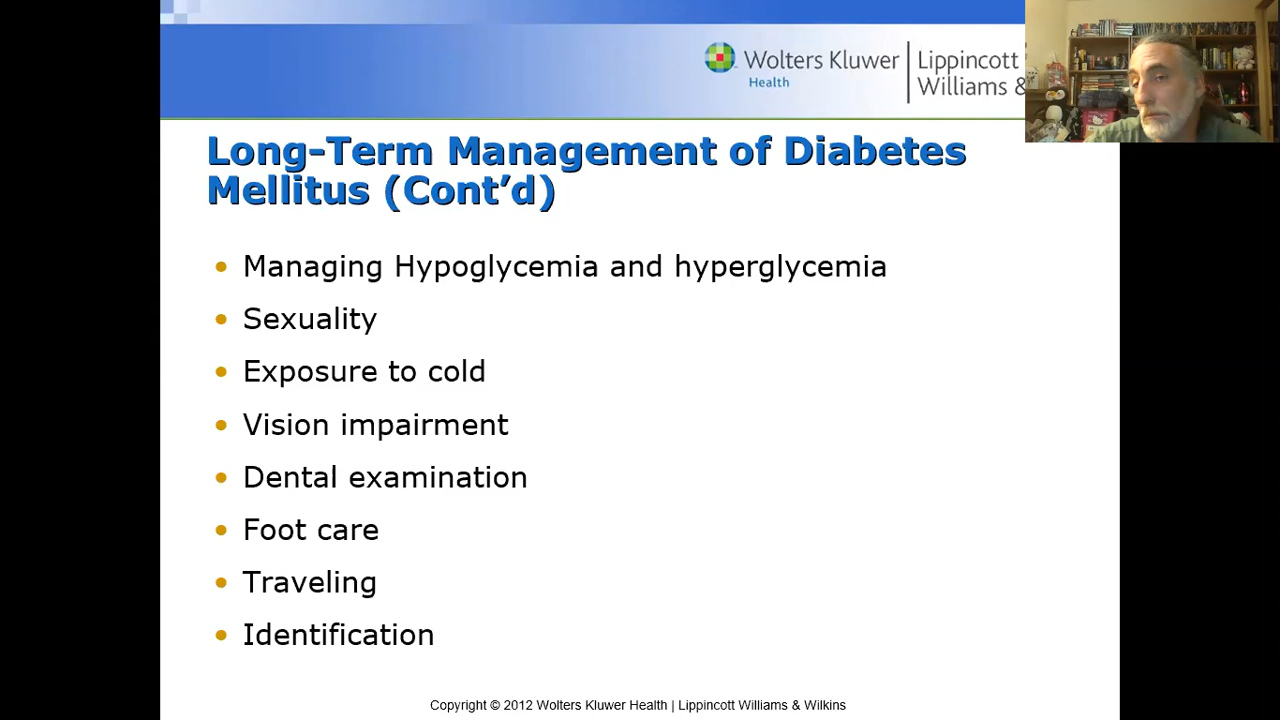 Wolters Kluwer
Health
Lippincott
Williams &
Long-Term Management of Diabetes
Mellitus (Cont’d)
• Managing Hypoglycemia and hyperglycemia
• Sexuality
• Exposure to cold
• Vision impairment
• Dental examination
• Foot care
• Traveling
• Identification
Copyright © 2012 Wolters Kluwer Health | Lippincott Williams & Wilkins